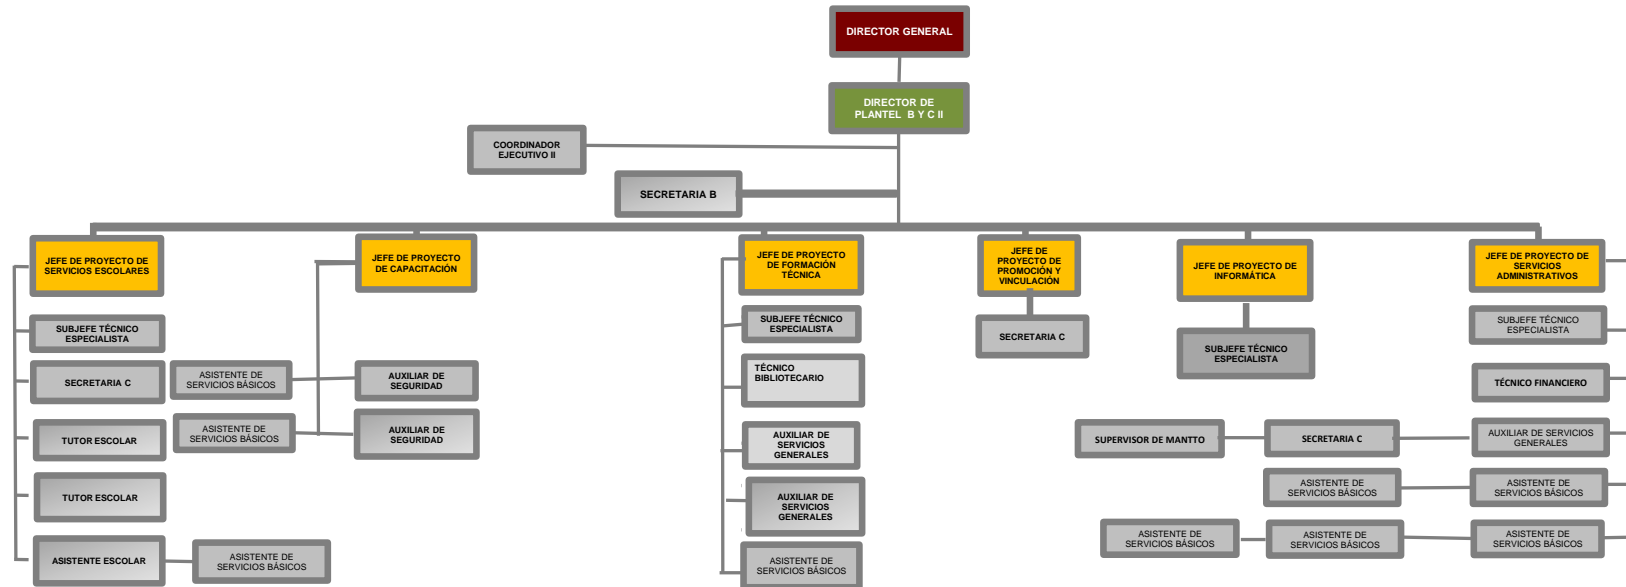 DIRECTOR GENERAL
DIRECTOR DE
PLANTEL B Y C II
COORDINADOR
EJECUTIVO II
SECRETARIA B
JEFE DE PROYECTO DE
SERVICIOS ESCOLARES
JEFE DE PROYECTO
DE CAPACITACIÓN
JEFE DE PROYECTO
DE FORMACIÓN
TÉCNICA
JEFE DE
PROYECTO DE
PROMOCIÓN Y
VINCULACIÓN
JEFE DE PROYECTO DE
INFORMÁTICA
JEFE DE PROYECTO DE
SERVICIOS
ADMINISTRATIVOS
SUBJEFE TÉCNICO
ESPECIALISTA
SUBJEFE TÉCNICO
ESPECIALISTA
SECRETARIA C
SUBJEFE TÉCNICO
ESPECIALISTA
SUBJEFE TÉCNICO
ESPECIALISTA
SECRETARIA C
ASISTENTE DE
SERVICIOS BÁSICOS
AUXILIAR DE
SEGURIDAD
TÉCNICO
BIBLIOTECARIO
TÉCNICO FINANCIERO
TUTOR ESCOLAR
ASISTENTE DE
SERVICIOS BÁSICOS
AUXILIAR DE
SEGURIDAD
AUXILIAR DE
SERVICIOS
GENERALES
SUPERVISOR DE MANTTO
SECRETARIA C
AUXILIAR DE SERVICIOS
GENERALES
TUTOR ESCOLAR
AUXILIAR DE
SERVICIOS
GENERALES
ASISTENTE DE
SERVICIOS BÁSICOS
ASISTENTE DE
SERVICIOS BÁSICOS
ASISTENTE ESCOLAR
ASISTENTE DE
SERVICIOS BÁSICOS
ASISTENTE DE
SERVICIOS BÁSICOS
ASISTENTE DE
SERVICIOS BÁSICOS
ASISTENTE DE
SERVICIOS BÁSICOS
ASISTENTE DE
SERVICIOS BÁSICOS